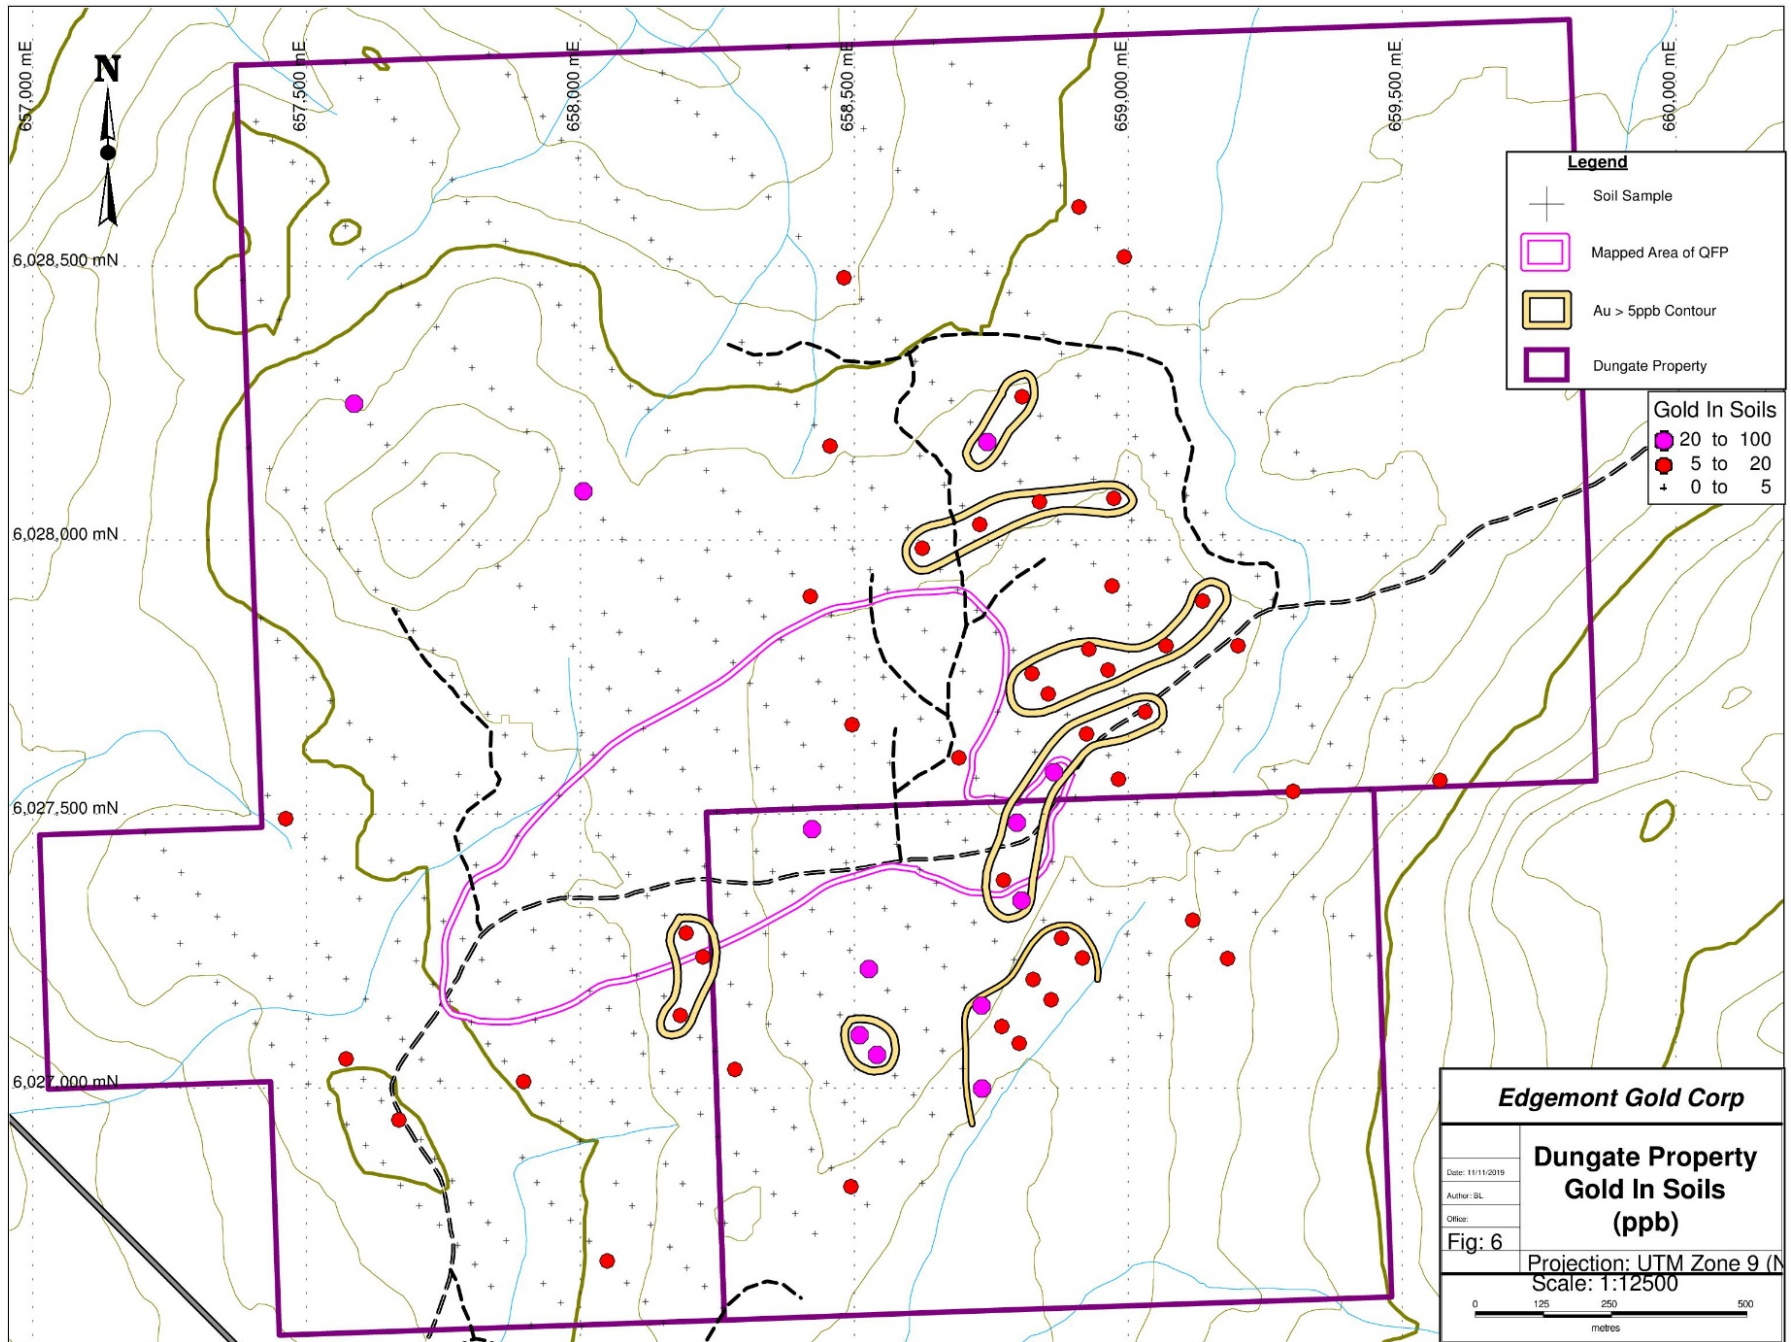 657,000 mE
657,500 mE
658,000 mE
658,500 mE
659,000 mE
659,500 mE
660,000 mE
N
6,028,500 mN
6,028,000 mN
6,027,500 mN
6,027,000 mN
Legend
Soil Sample
Mapped Area of QFP
Au > 5ppb Contour
Dungate Property
Gold In Soils
20 to 100
5 to 20
0 to 5
Edgemont Gold Corp
Date: 11/11/2019
Author: BL
Office:
Fig: 6
Dungate Property
Gold In Soils
(ppb)
Projection: UTM Zone 9 (N
Scale: 1:12500
0 125 250 500
metres